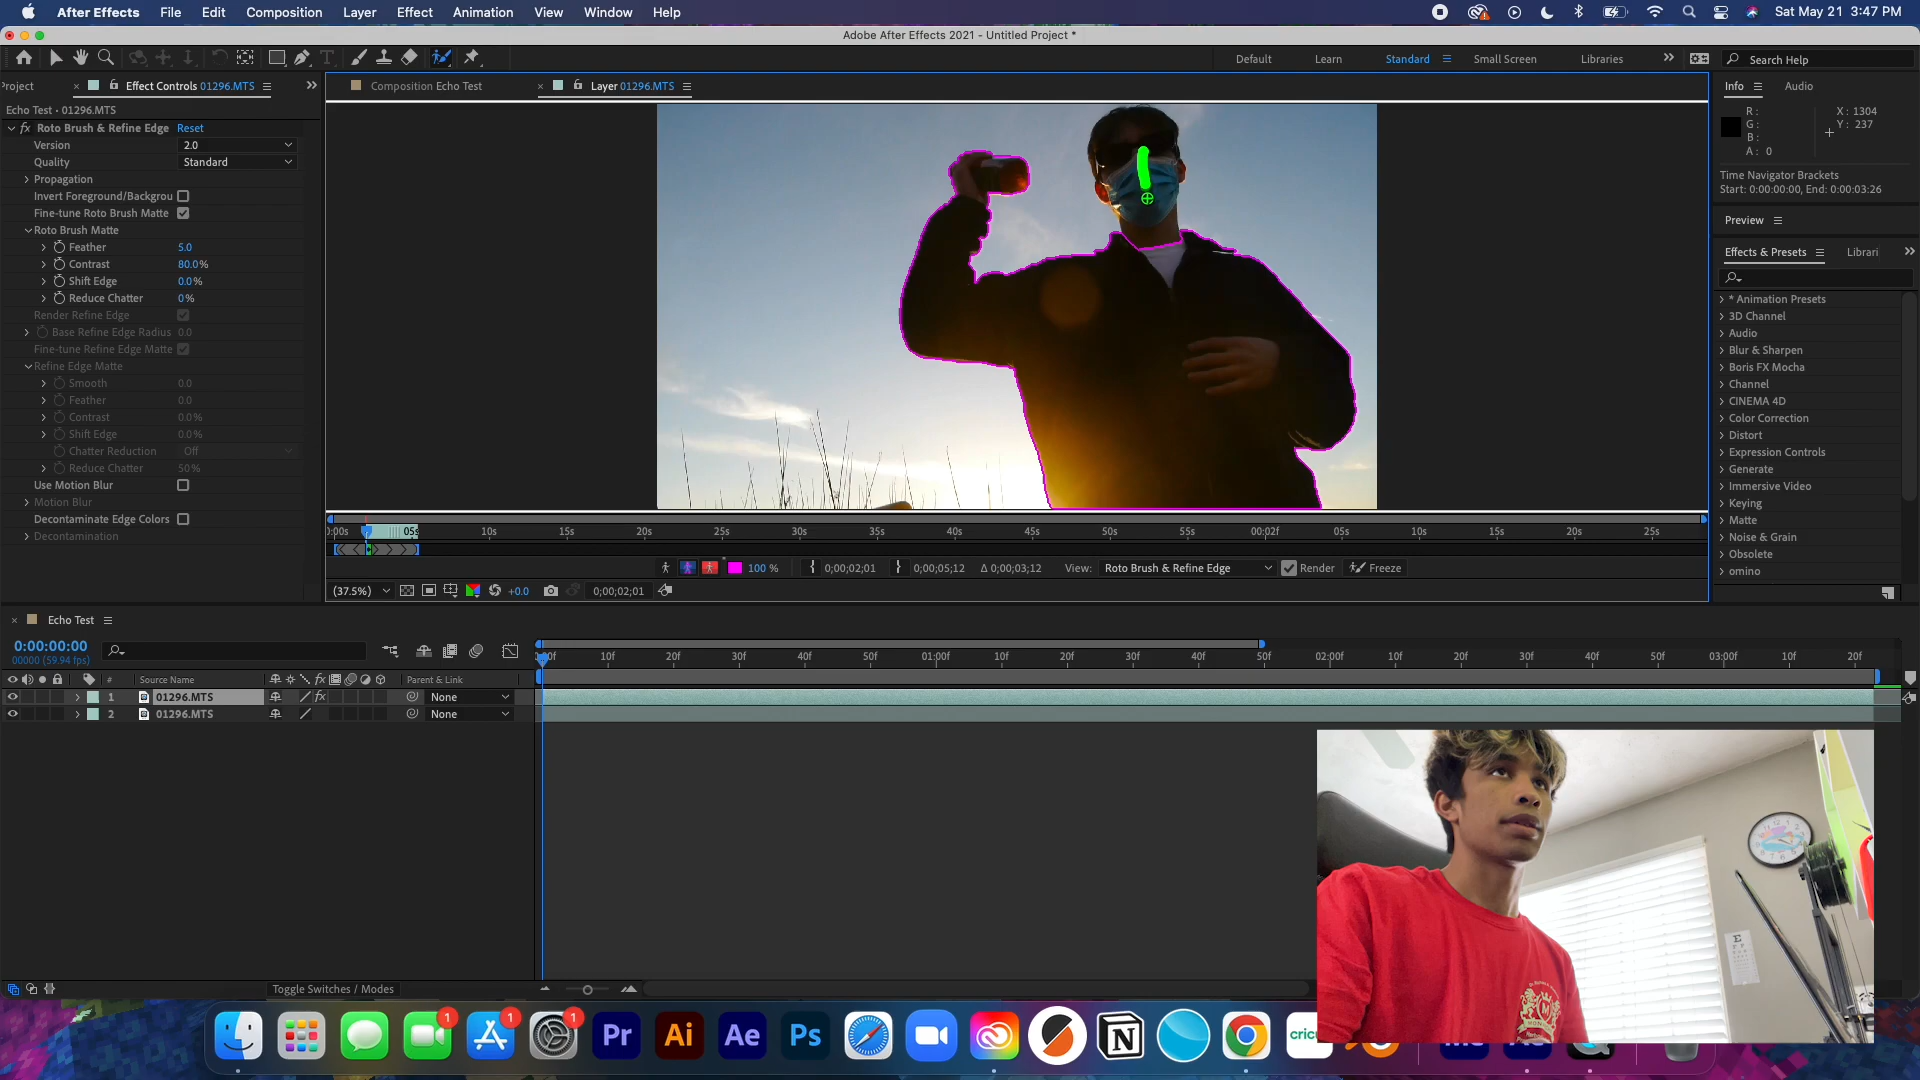 After Effects File Edit Composition Layer Effect Animation View Window Help Sat May 21 3:47 PM
Adobe After Effects 2021 - Untitled Project *
Default Learn Standard Small Screen Libraries Search Help
roject Effect Controls 01296.MTS
Echo Test • 01296.MTS
fx Roto Brush & Refine Edge Reset
Version 2.0
Quality Standard
Propagation
Invert Foreground/Backgrou
Fine-tune Roto Brush Matte
Roto Brush Matte
Feather 5.0
Contrast 80.0%
Shift Edge 0.0%
Reduce Chatter 0%
Render Refine Edge
Base Refine Edge Radius 0.0
Fine-tune Refine Edge Matte
Refine Edge Matte
Smooth 0.0
Feather 0.0
Contrast 0.0%
Shift Edge 0.0%
Chatter Reduction Off
Reduce Chatter 50%
Use Motion Blur
Motion Blur
Decontaminate Edge Colors
Decontamination
Composition Echo Test Layer 01296.MTS
):00s 05s 10s 15s 20s 25s 30s 35s 40s 45s 50s 55s 00:02f 05s 10s 15s 20s 25s
100 % 0;00;02;01 0;00;05;12 Δ 0;00;03;12 View: Roto Brush & Refine Edge Render Freeze
(37.5%) +0.0 0;00;02;01
Info Audio
R: X: 1304
G: Y: 237
B:
A: 0
Time Navigator Brackets
Start: 0:00:00:00, End: 0:00:03:26
Preview
Effects & Presets Librari
* Animation Presets
3D Channel
Audio
Blur & Sharpen
Boris FX Mocha
Channel
CINEMA 4D
Color Correction
Distort
Expression Controls
Generate
Immersive Video
Keying
Matte
Noise & Grain
Obsolete
omino
Echo Test
0:00:00:00
00000 (59.94 fps)
:00f 10f 20f 30f 40f 50f 01:00f 10f 20f 30f 40f 50f 02:00f 10f 20f 30f 40f 50f 03:00f 10f 20f
# Source Name fx Parent & Link
1 01296.MTS fx None
2 01296.MTS None
Toggle Switches / Modes
1 1 1
Pr Ai Ae Ps N cric
E
M